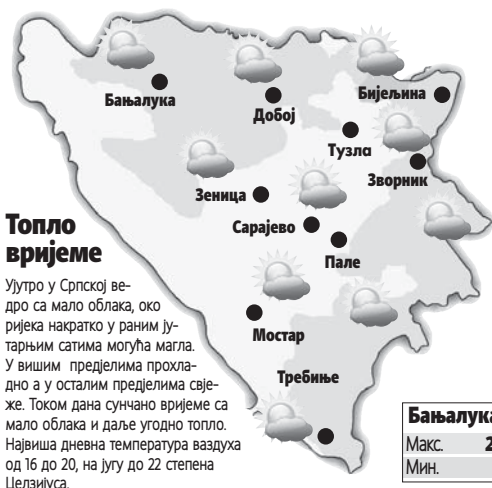 Бањалука
Добој
Бијељина
Тузла
Зворник
Зеница
Сарајево
Пале
Мостар
Требиње
Топло
вријеме
Ујутро у Српској ве-
дро са мало облака, око
ријека накратко у раним ју-
тарњим сатима могућа магла.
У вишим предјелима прохла-
дно а у осталим предјелима свје-
же. Током дана сунчано вријеме са
мало облака и даље угодно топло.
Највиша дневна температура ваздуха
од 16 до 20, на југу до 22 степена
Целзијуса.
Бањалука
Макс. 2
Мин.